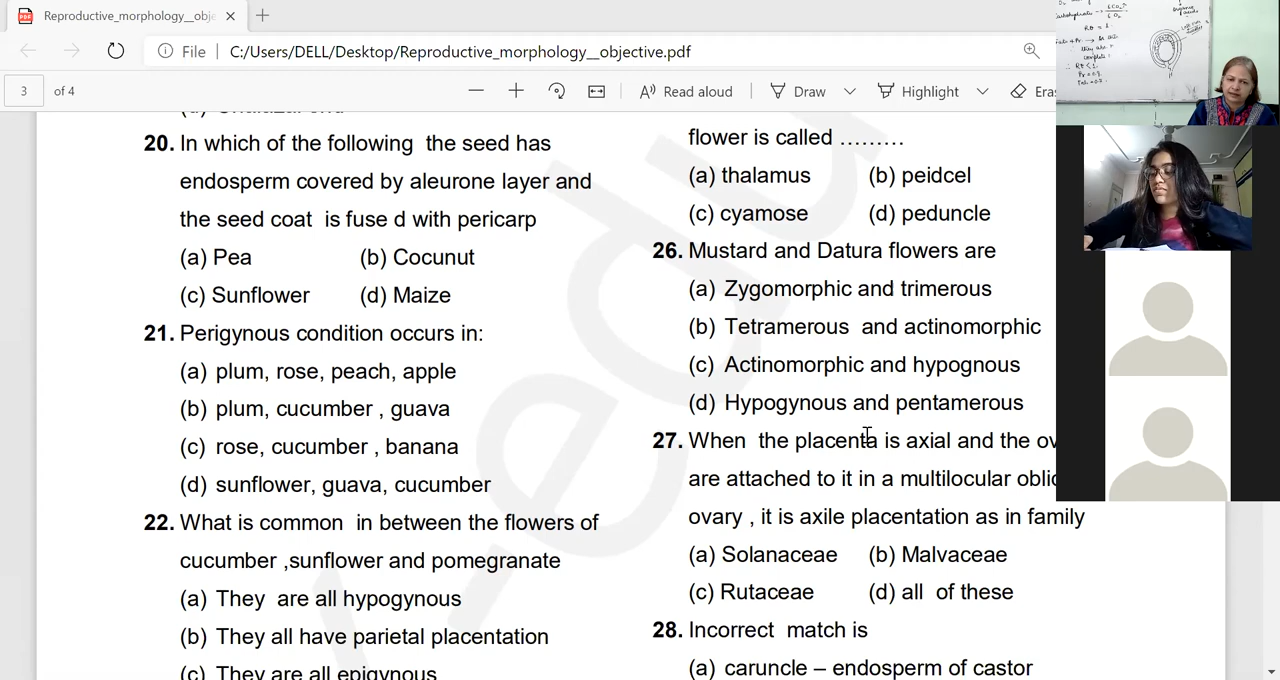 Reproductive_morphology__obje
File
C:/Users/DELL/Desktop/Reproductive_morphology__objective.pdf
3
of 4
Read aloud
Draw
Highlight
Eras
20. In which of the following the seed has
endosperm covered by aleurone layer and
the seed coat is fuse d with pericarp
(a) Pea (b) Cocunut
(c) Sunflower (d) Maize
21. Perigynous condition occurs in:
(a) plum, rose, peach, apple
(b) plum, cucumber , guava
(c) rose, cucumber , banana
(d) sunflower, guava, cucumber
22. What is common in between the flowers of
cucumber ,sunflower and pomegranate
(a) They are all hypogynous
(b) They all have parietal placentation
(c) They are all epigynous
flower is called ………
(a) thalamus (b) peidcel
(c) cyamose (d) peduncle
26. Mustard and Datura flowers are
(a) Zygomorphic and trimerous
(b) Tetramerous and actinomorphic
(c) Actinomorphic and hypognous
(d) Hypogynous and pentamerous
27. When the placenta is axial and the ov
are attached to it in a multilocular oblic
ovary , it is axile placentation as in family
(a) Solanaceae (b) Malvaceae
(c) Rutaceae (d) all of these
28. Incorrect match is
(a) caruncle – endosperm of castor